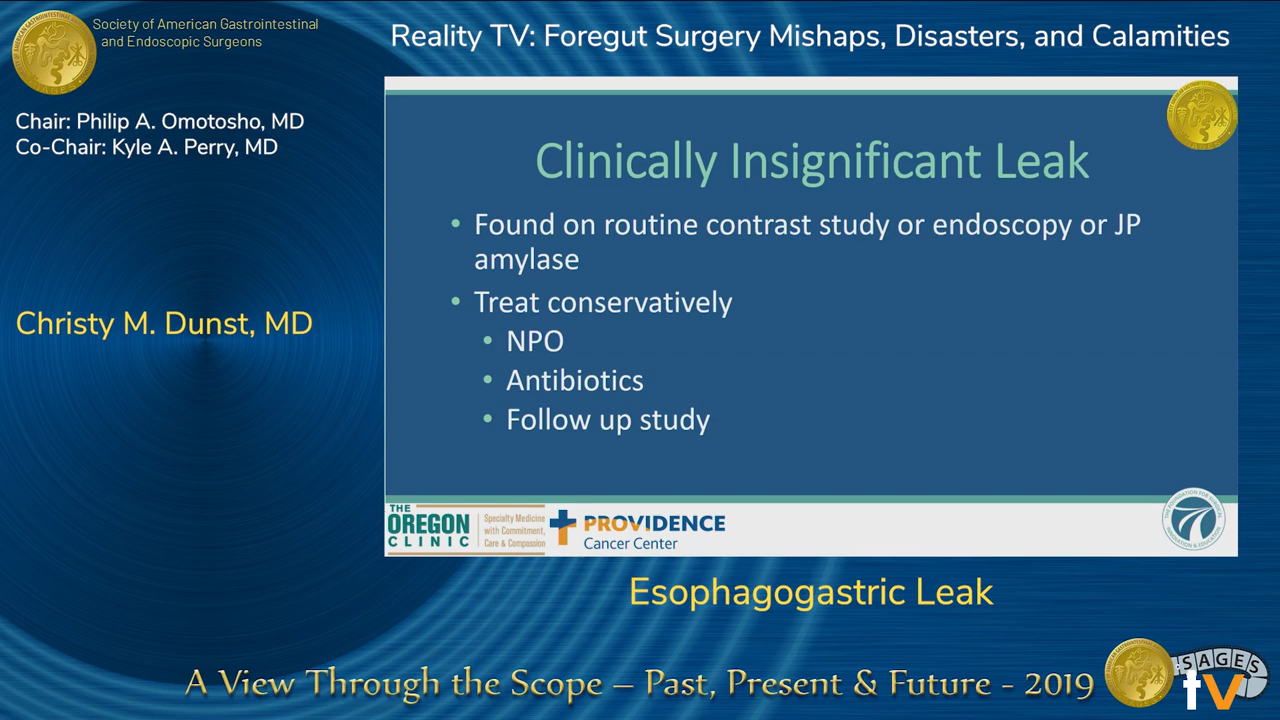 Society of American Gastrointestinal
and Endoscopic Surgeons
Reality TV: Foregut Surgery Mishaps, Disasters, and Calamities
Chair: Philip A. Omotosho, MD
Co-Chair: Kyle A. Perry, MD
Christy M. Dunst, MD
Clinically Insignificant Leak
• Found on routine contrast study or endoscopy or JP
amylase
• Treat conservatively
• NPO
• Antibiotics
• Follow up study
THE
OREGON
CLINIC
Specialty Medicine
with Commitment,
Care & Compassion
PROVIDENCE
Cancer Center
Esophagogastric Leak
A View Through the Scope – Past, Present & Future - 2019
SAGES
tv